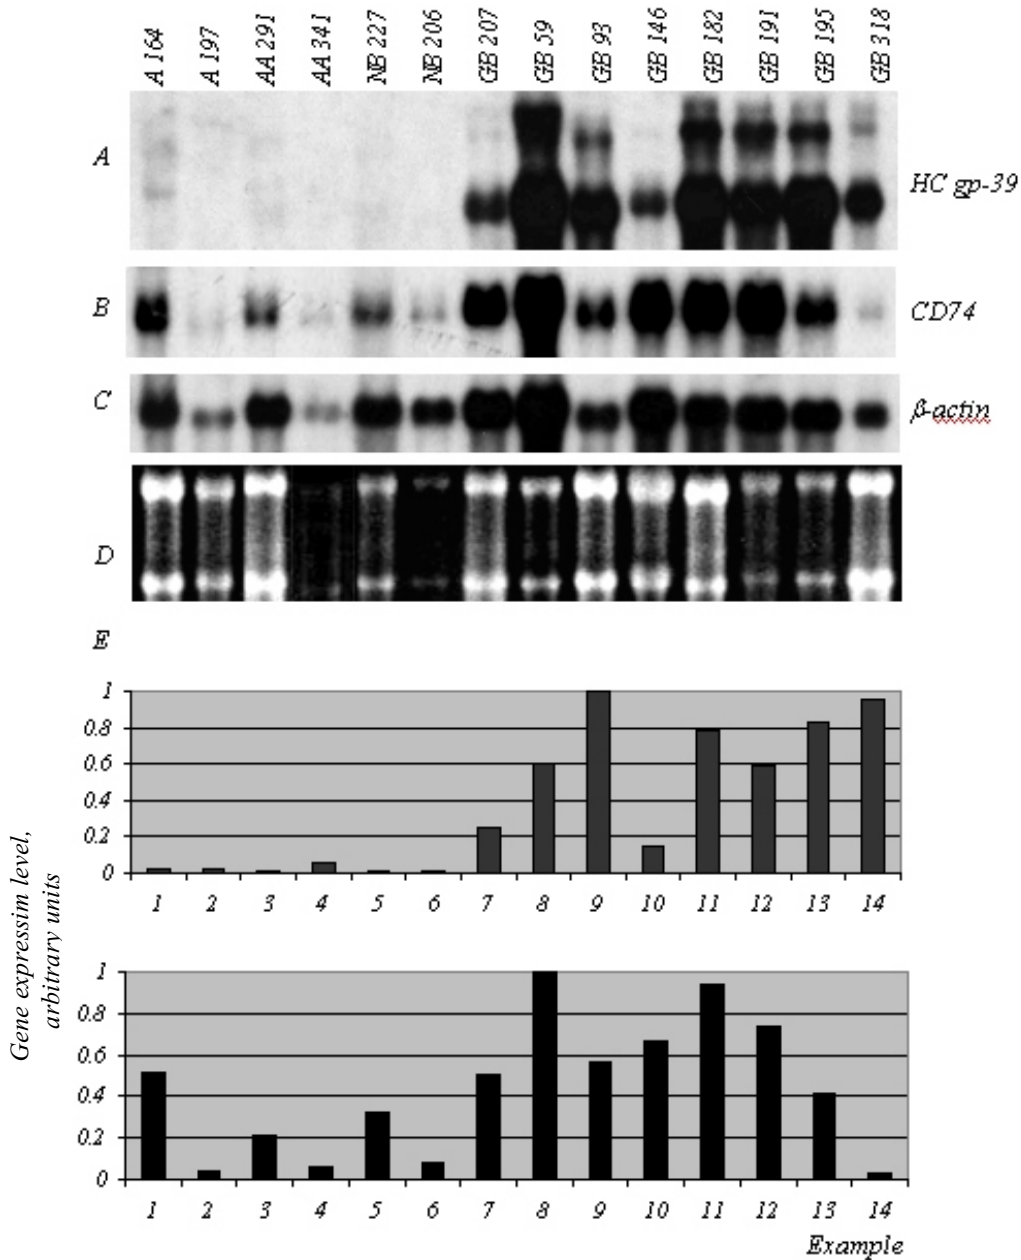 A 164 A 197 AA 291 AA 341 NB 227 NB 206 GB 207 GB 59 GB 93 GB 146 GB 182 GB 191 GB 195 GB 318
A
HC gp-39
B
CD74
C
β-actin
D
E
1
0.8
0.6
0.4
0.2
0
1 2 3 4 5 6 7 8 9 10 11 12 13 14
Gene expressim level,
arbitrary units
1
0.8
0.6
0.4
0.2
0
1 2 3 4 5 6 7 8 9 10 11 12 13 14
Example